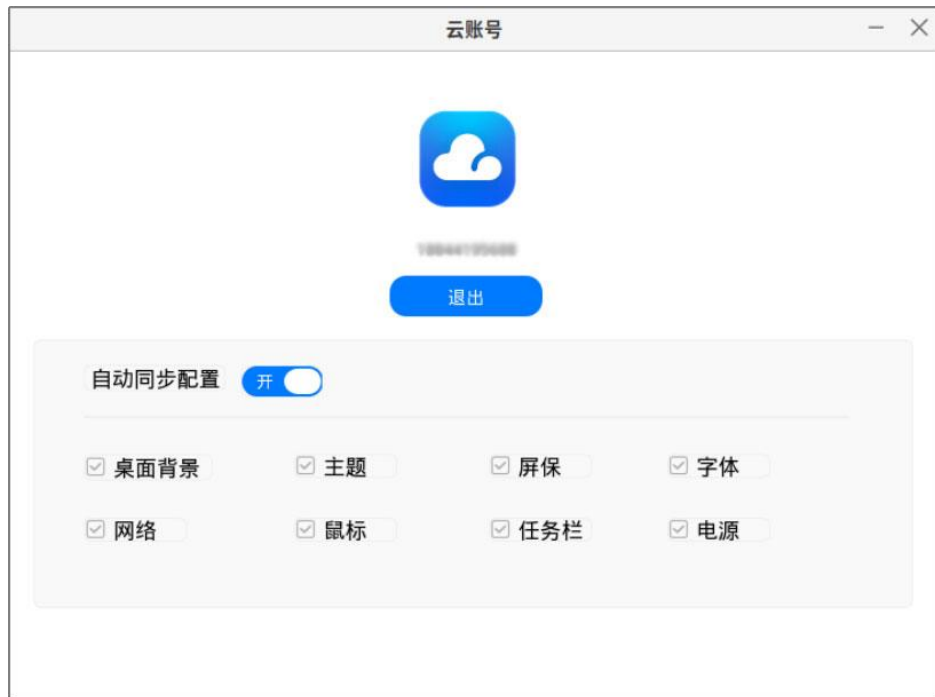 云账号
退出
自动同步配置 开
桌面背景 主题 屏保 字体
网络 鼠标 任务栏 电源